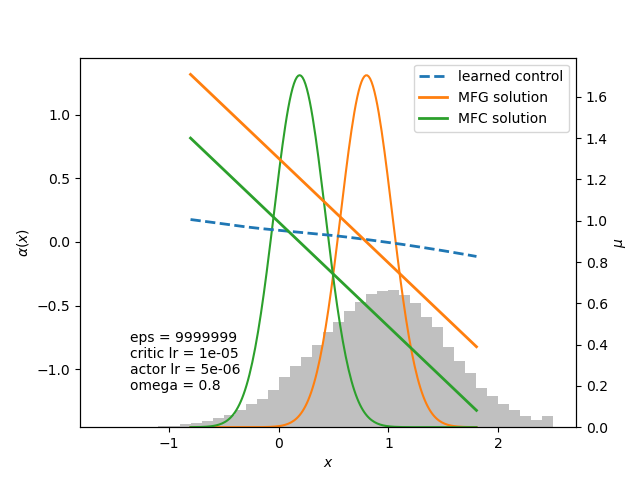 learned control
MFG solution
MFC solution
1.0
0.5
0.0
−0.5
−1.0
α(x)
1.6
1.4
1.2
1.0
0.8
0.6
0.4
0.2
0.0
μ
eps = 9999999
critic lr = 1e-05
actor lr = 5e-06
omega = 0.8
−1
0
1
2
x